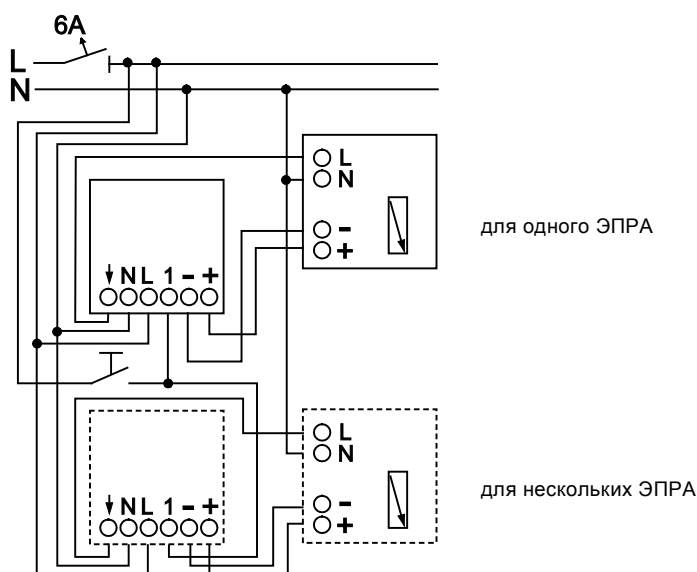 6A
L
N
L
N
-
+
для одного ЭПРА
↓ N L 1 - +
L
N
-
+
для нескольких ЭПРА
↓ N L 1 - +